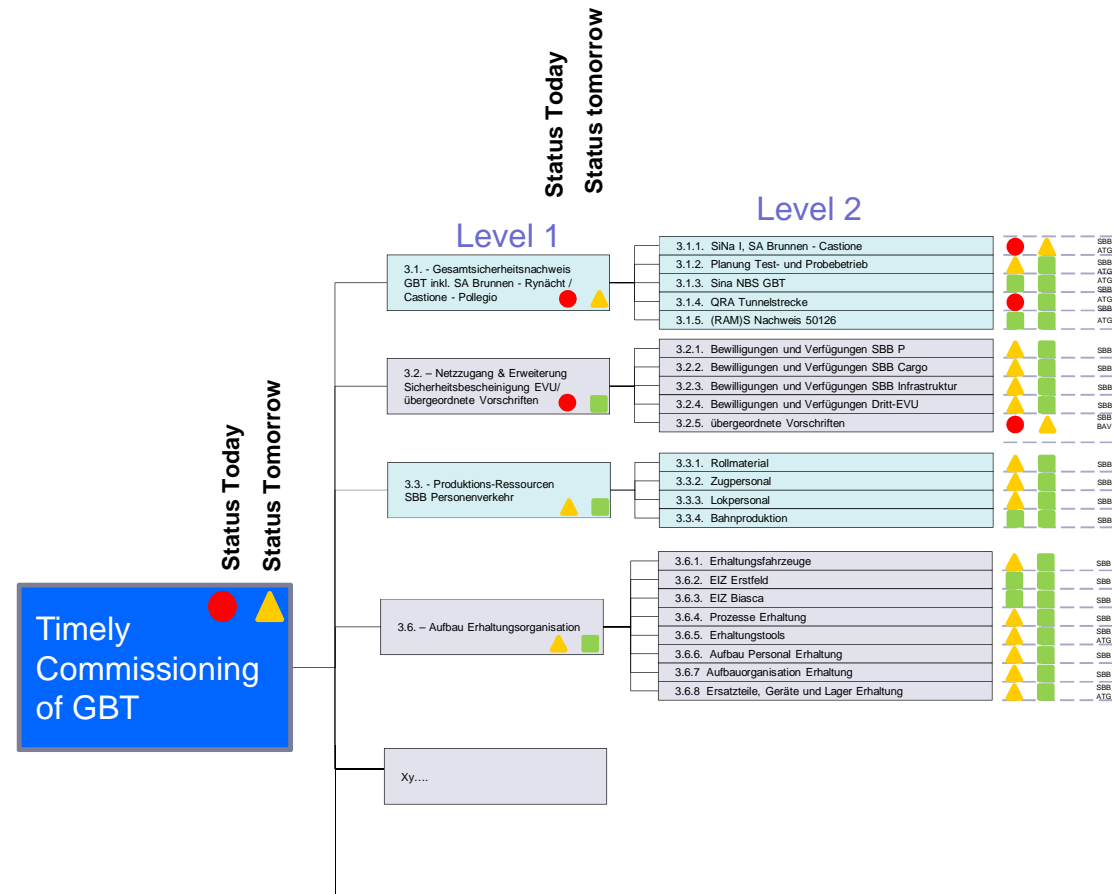 Status Today
Status tomorrow
Level 1
Level 2
3.1. - Gesamtsicherheitsnachweis
GBT inkl. SA Brunnen - Rynächt /
Castione - Pollegio
3.1.1. SiNa I, SA Brunnen - Castione
SBB
ATG
3.1.2. Planung Test- und Probebetrieb
SBB
ATG
3.1.3. Sina NBS GBT
ATG
SBB
3.1.4. QRA Tunnelstrecke
ATG
SBB
3.1.5. (RAM)S Nachweis 50126
ATG
3.2. – Netzzugang & Erweiterung
Sicherheitsbescheinigung EVU/
übergeordnete Vorschriften
3.2.1. Bewilligungen und Verfügungen SBB P
SBB
3.2.2. Bewilligungen und Verfügungen SBB Cargo
SBB
3.2.3. Bewilligungen und Verfügungen SBB Infrastruktur
SBB
3.2.4. Bewilligungen und Verfügungen Dritt-EVU
SBB
3.2.5. übergeordnete Vorschriften
SBB
BAV
3.3. - Produktions-Ressourcen
SBB Personenverkehr
3.3.1. Rollmaterial
SBB
3.3.2. Zugpersonal
SBB
3.3.3. Lokpersonal
SBB
3.3.4. Bahnproduktion
SBB
Status Today
Status Tomorrow
Timely
Commissioning
of GBT
3.6. – Aufbau Erhaltungsorganisation
3.6.1. Erhaltungsfahrzeuge
SBB
3.6.2. EIZ Erstfeld
SBB
3.6.3. EIZ Biasca
SBB
3.6.4. Prozesse Erhaltung
SBB
3.6.5. Erhaltungstools
SBB
ATG
3.6.6. Aufbau Personal Erhaltung
SBB
3.6.7 Aufbauorganisation Erhaltung
SBB
3.6.8 Ersatzteile, Geräte und Lager Erhaltung
SBB
ATG
Xy....